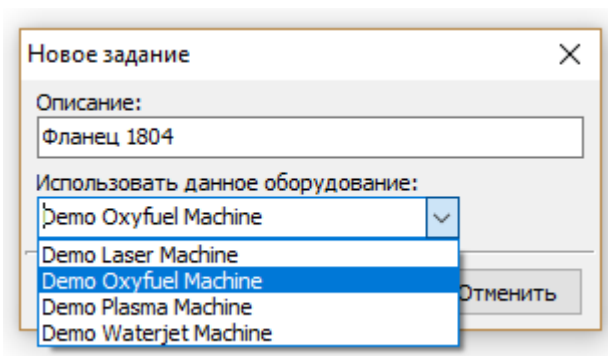 Новое задание
Описание:
Фланец 1804
Использовать данное оборудование:
Demo Oxyfuel Machine
Demo Laser Machine
Demo Oxyfuel Machine
Demo Plasma Machine
Demo Waterjet Machine
Отменить